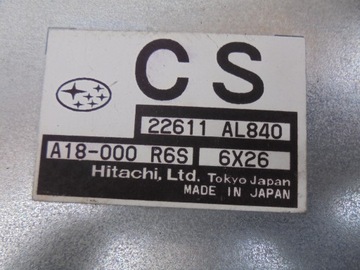 CS
22611 AL840
A18-000 R6S 6X26
Hitachi, Ltd. Tokyo Japan
MADE IN JAPAN